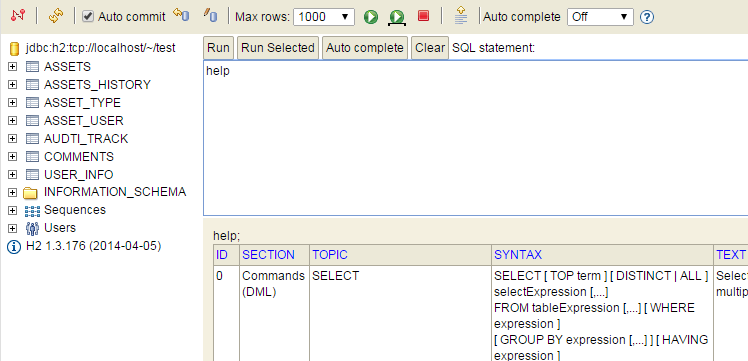 Auto commit Max rows: 1000 Auto complete Off
jdbc:h2:tcp://localhost/~/test
ASSETS
ASSETS_HISTORY
ASSET_TYPE
ASSET_USER
AUDTI_TRACK
COMMENTS
USER_INFO
INFORMATION_SCHEMA
Sequences
Users
H2 1.3.176 (2014-04-05)
Run Run Selected Auto complete Clear SQL statement:
help
help;
ID SECTION TOPIC SYNTAX TEXT
0 Commands SELECT SELECT [ TOP term ] [ DISTINCT | ALL ] Select
(DML) selectExpression [,...] multip
FROM tableExpression [,...] [ WHERE
expression ]
[ GROUP BY expression [,...] ] [ HAVING
expression ]